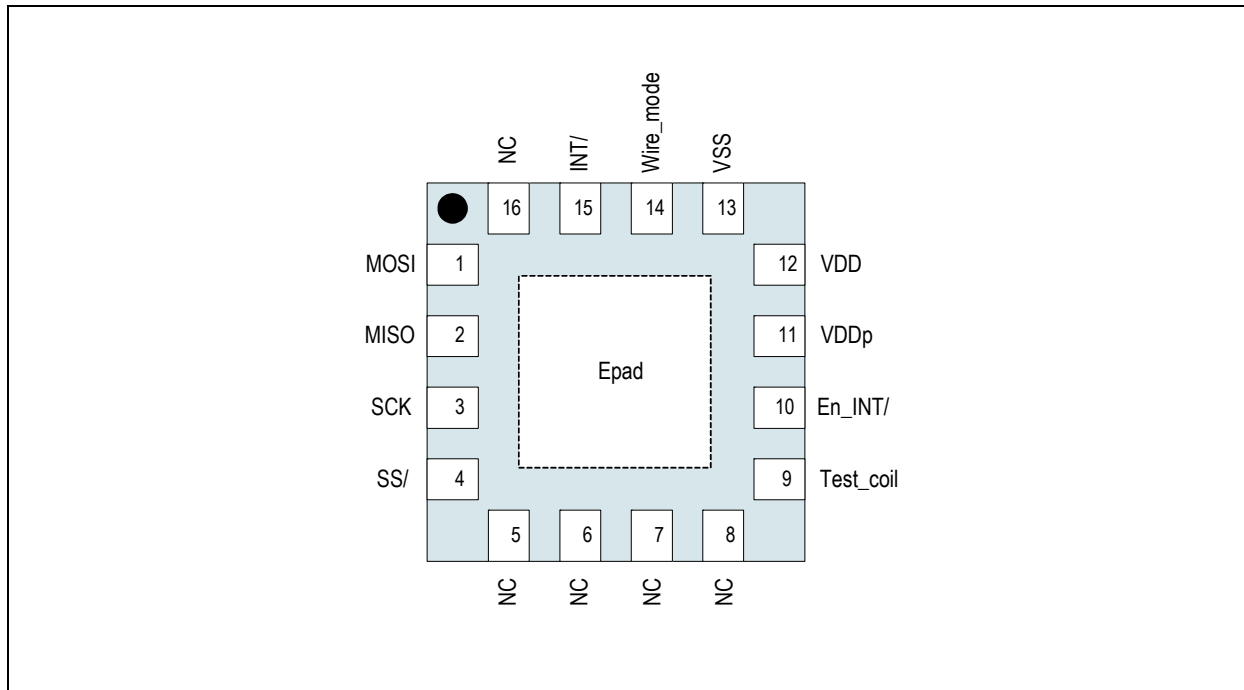 NC
INT/
Wire_mode
VSS
16
15
14
13
MOSI 1
12 VDD
MISO 2
11 VDDp
Epad
SCK 3
10 En_INT/
SS/ 4
9 Test_coil
5
6
7
8
NC
NC
NC
NC